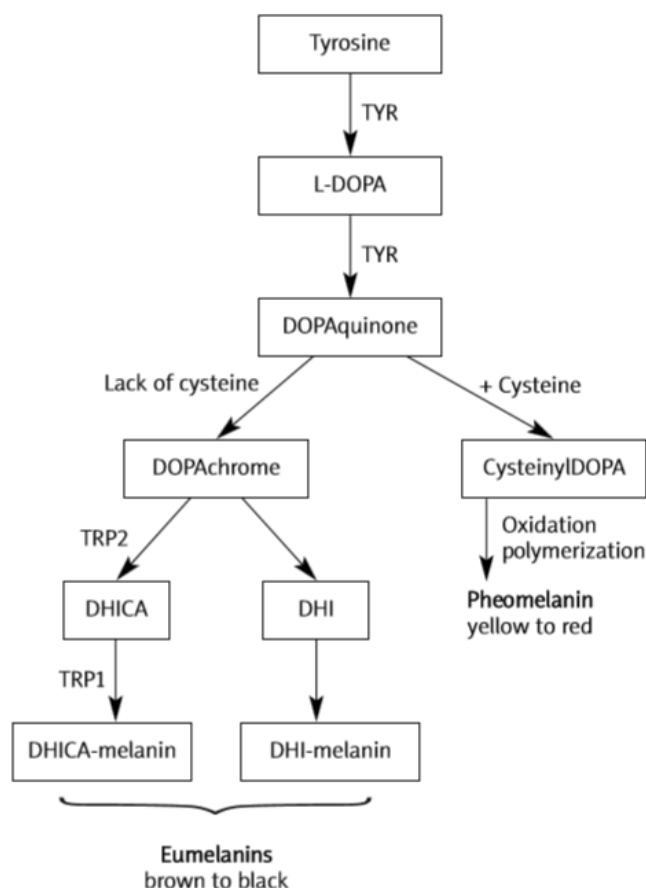 Tyrosine
TYR
L-DOPA
TYR
DOPAquinone
Lack of cysteine
+ Cysteine
DOPAchrome
CysteinylDOPA
TRP2
Oxidation
polymerization
DHICA
DHI
Pheomelanin
yellow to red
TRP1
DHICA-melanin
DHI-melanin
Eumelanins
brown to black